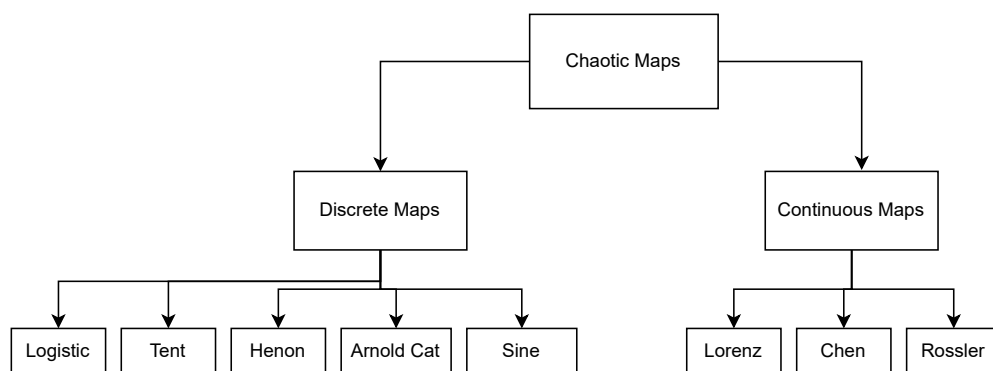 Chaotic Maps
Discrete Maps
Continuous Maps
Logistic
Tent
Henon
Arnold Cat
Sine
Lorenz
Chen
Rossler